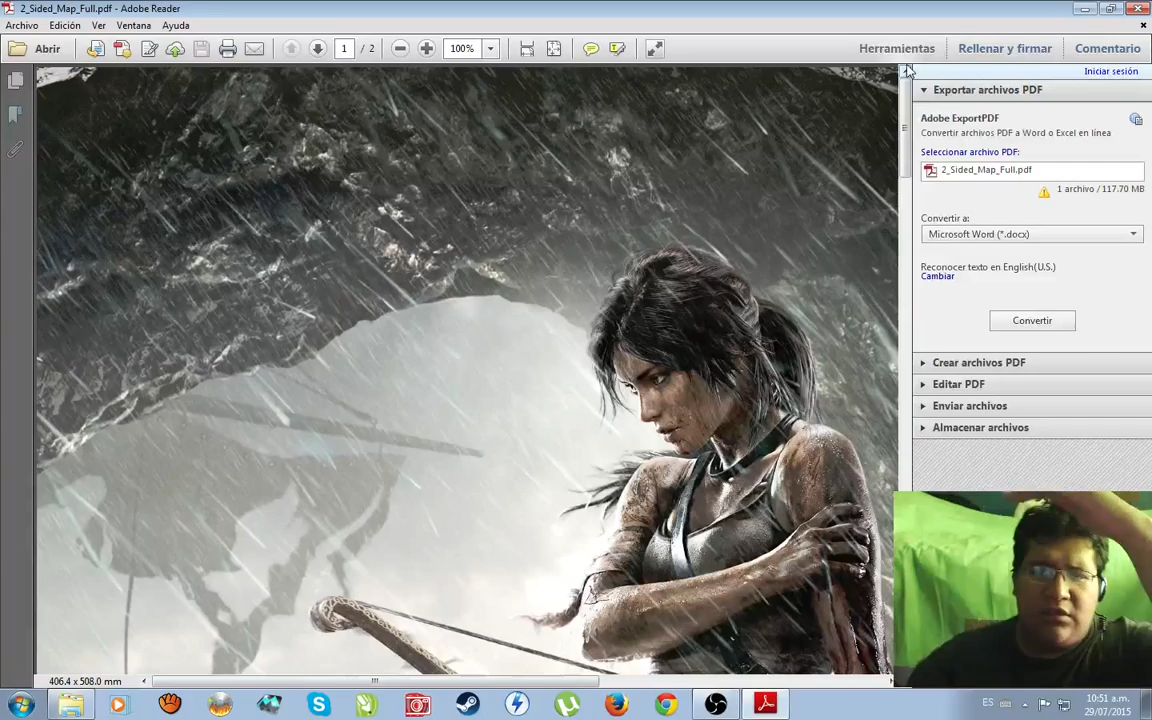 2_Sided_Map_Full.pdf - Adobe Reader
Archivo Edición Ver Ventana Ayuda
Abrir 1 / 2 100% Herramientas Rellenar y firmar Comentario
Iniciar sesión
Exportar archivos PDF
Adobe ExportPDF
Convertir archivos PDF a Word o Excel en línea
Seleccionar archivo PDF:
2_Sided_Map_Full.pdf
1 archivo / 117.70 MB
Convertir a:
Microsoft Word (*.docx)
Reconocer texto en English(U.S.)
Cambiar
Convertir
Crear archivos PDF
Editar PDF
Enviar archivos
Almacenar archivos
406.4 x 508.0 mm
ES 10:51 a.m.
29/07/2015